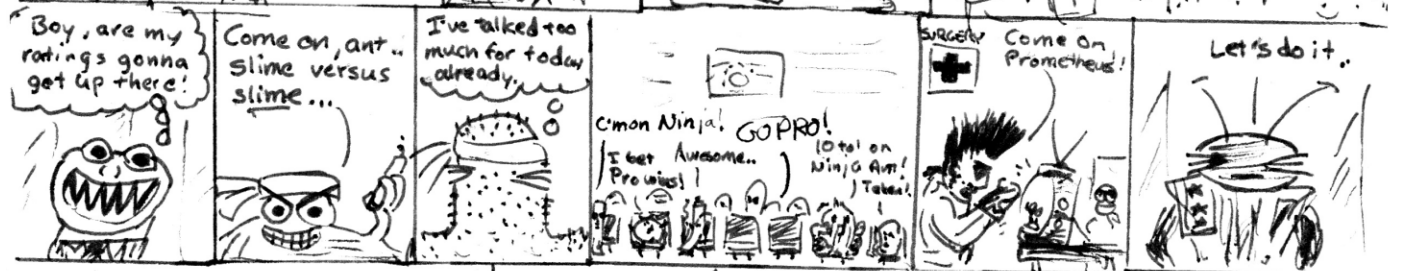 Boy, are my
ratings gonna
get up there!
Come on, ant..
slime versus
slime...
I've talked too
much for today
already.
C'mon Ninja!
GO PRO!
I bet
Pro wins!
Awesome..
10 to 1 on
Ninja Ant!
Taken!
SURGERY
Come on
Prometheus!
Let's do it..